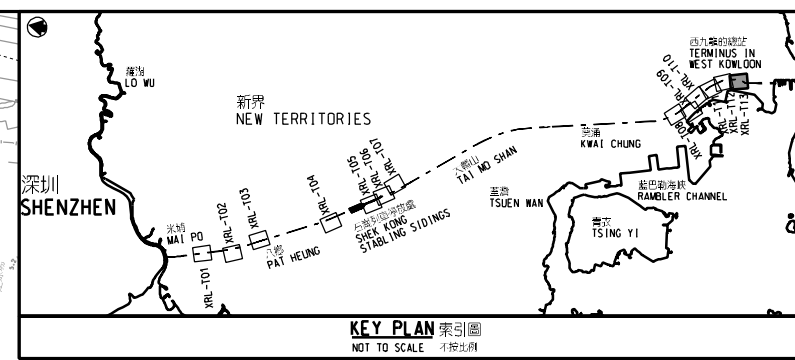 羅湖
LO WU
新界
NEW TERRITORIES
深圳
SHENZHEN
米埔
MAI PO
XRL-T01
XRL-T02
XRL-T03
八鄉
PAT HEUNG
XRL-T04
XRL-T05
XRL-T06
XRL-T07
石崗列車停放處
SHEK KONG
STABLING SIDINGS
大帽山
TAI MO SHAN
葵涌
KWAI CHUNG
荃灣
TSUEN WAN
青衣
TSING YI
藍巴勒海峽
RAMBLER CHANNEL
XRL-T08
XRL-T09
XRL-T10
XRL-T12
XRL-T13
西九龍的總站
TERMINUS IN
WEST KOWLOON
KEY PLAN 索引圖
NOT TO SCALE 不按比例